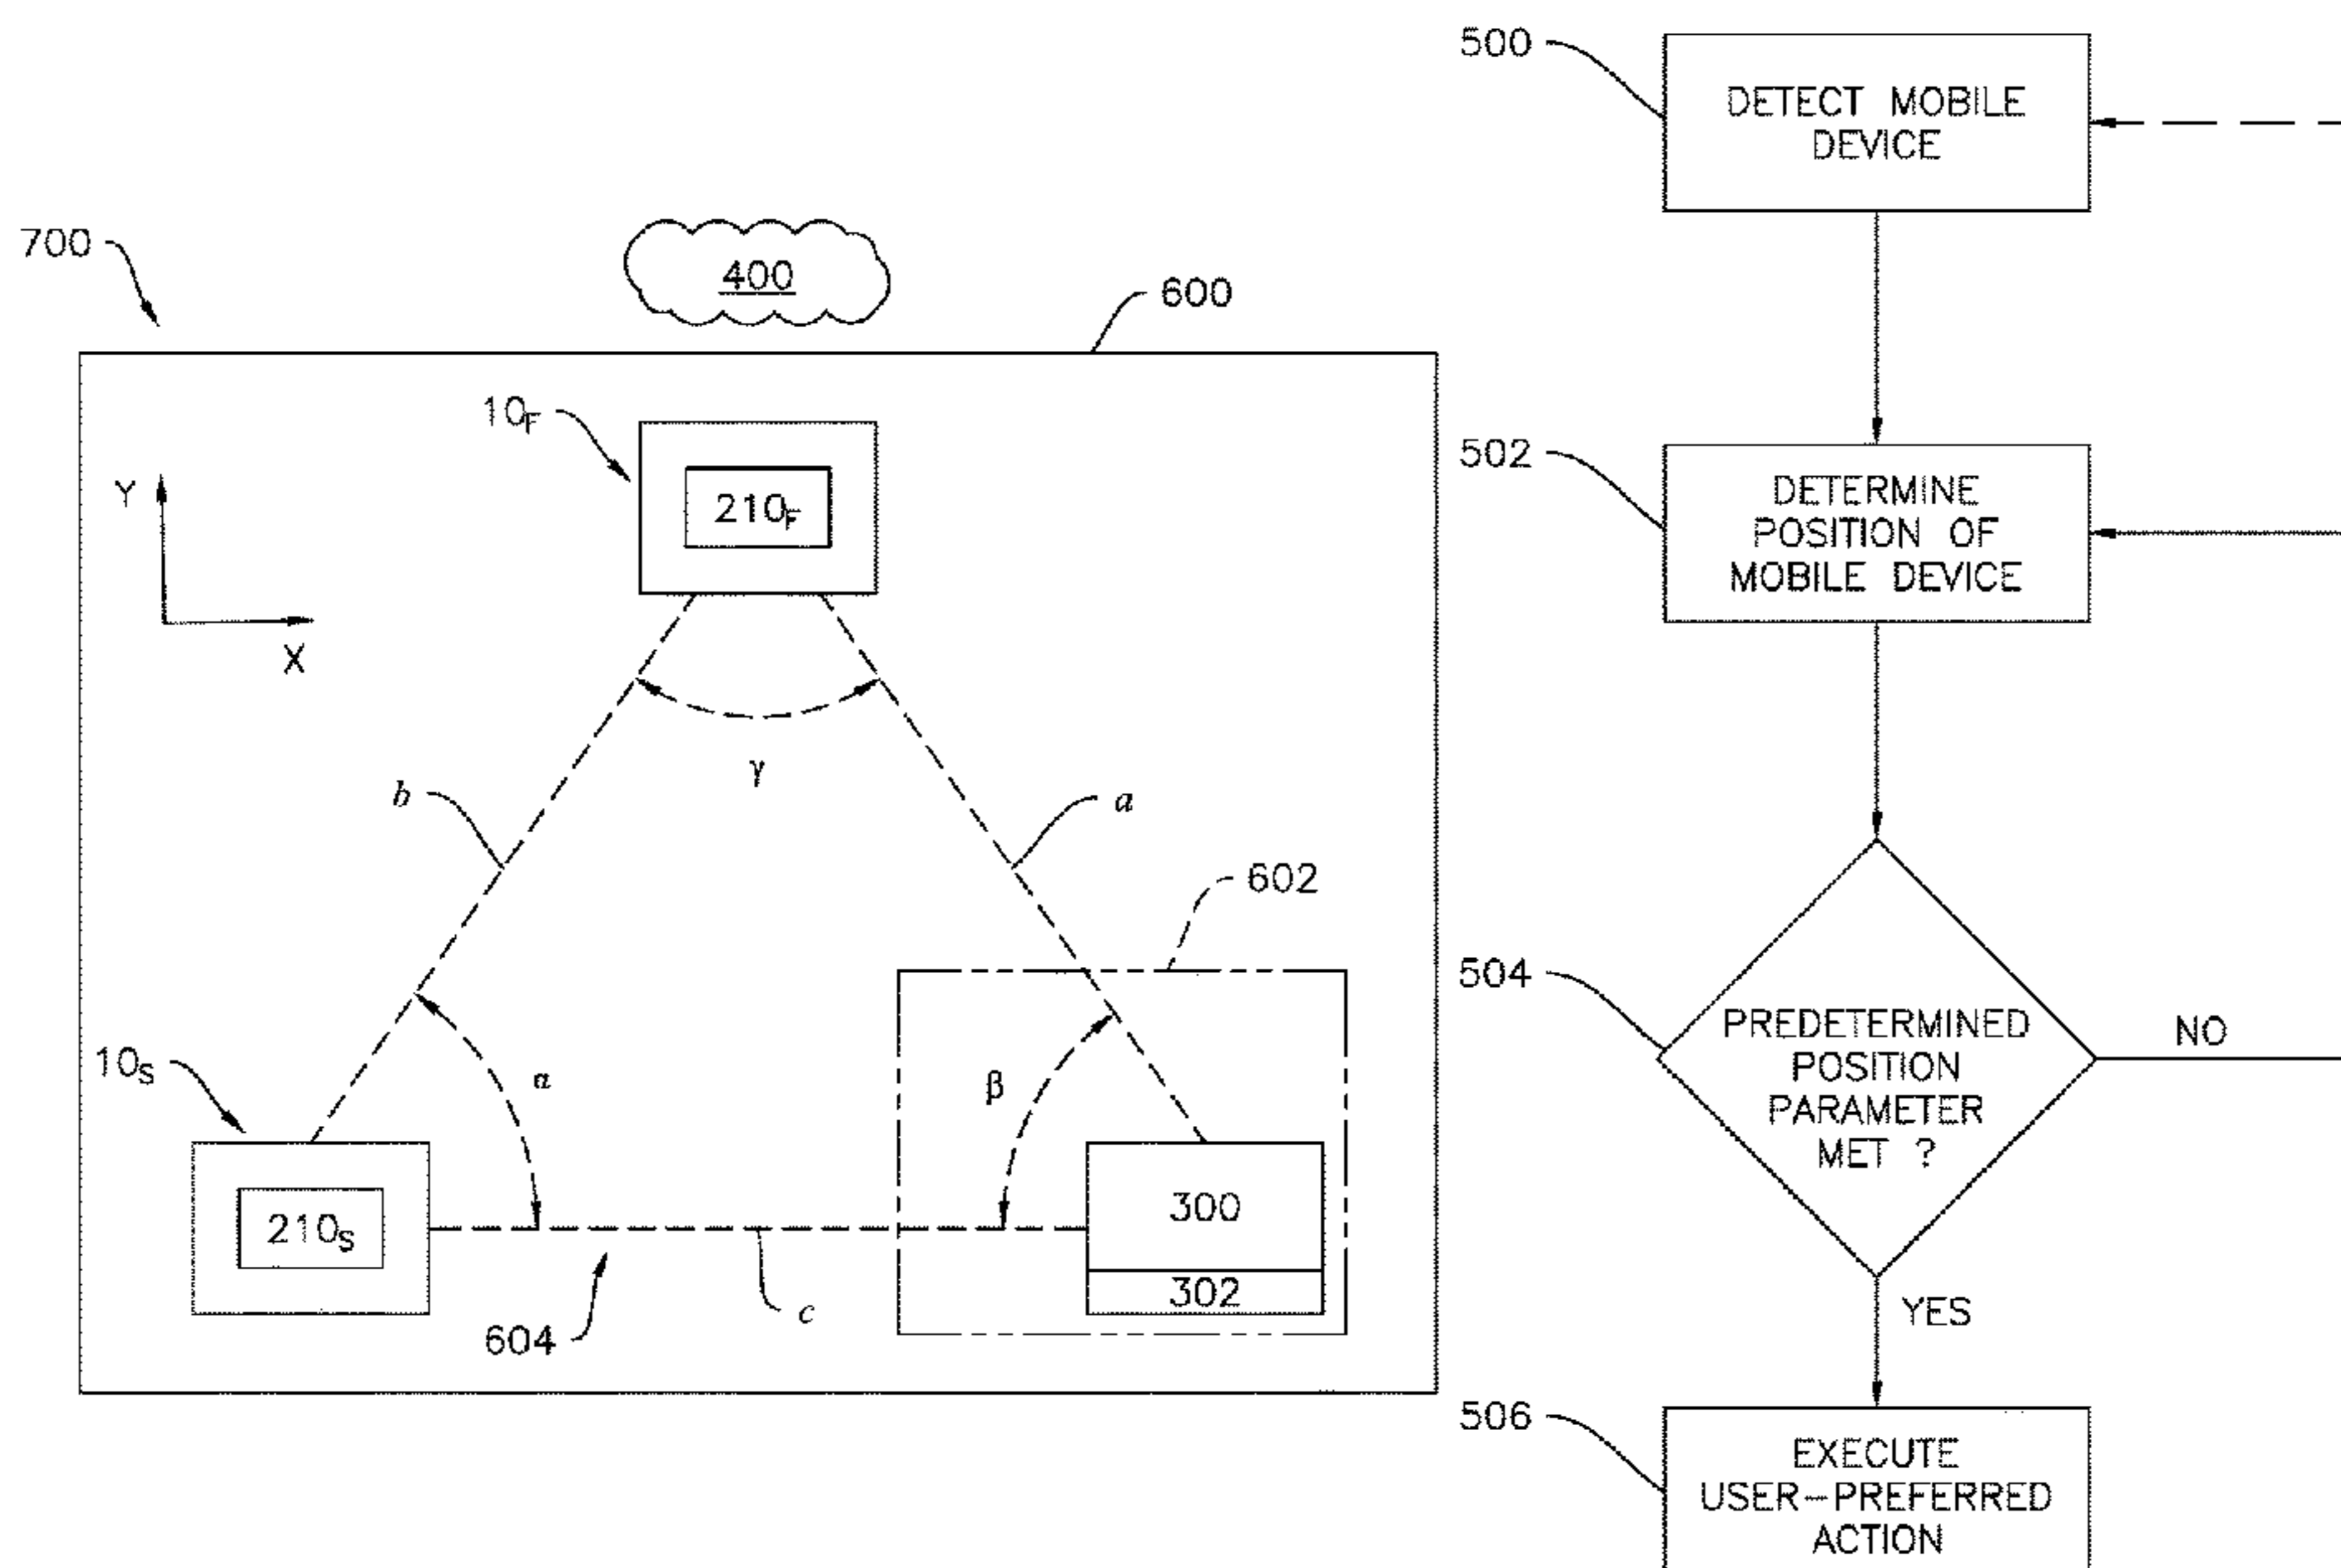 700
400
600
10F
210F
Y
X
γ
b
a
602
10S
α
β
210S
300
302
c
604
500
DETECT MOBILE
DEVICE
502
DETERMINE
POSITION OF
MOBILE DEVICE
504
PREDETERMINED
POSITION
PARAMETER
MET ?
NO
YES
506
EXECUTE
USER-PREFERRED
ACTION